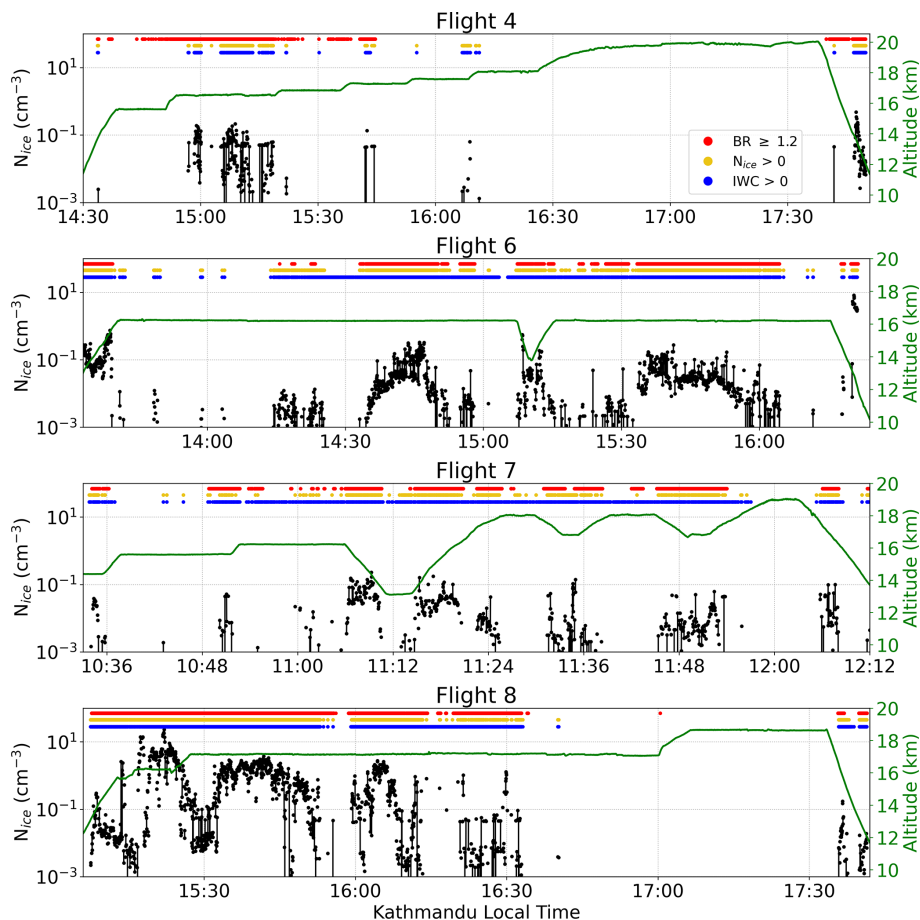 Flight 4
N_ice (cm⁻³)
10¹
10⁻¹
10⁻³
20
18
16
14
12
10
Altitude (km)
BR ≥ 1.2
N_ice > 0
IWC > 0
14:30 15:00 15:30 16:00 16:30 17:00 17:30
Flight 6
N_ice (cm⁻³)
10¹
10⁻¹
10⁻³
20
18
16
14
12
10
Altitude (km)
14:00 14:30 15:00 15:30 16:00
Flight 7
N_ice (cm⁻³)
10¹
10⁻¹
10⁻³
20
18
16
14
12
10
Altitude (km)
10:36 10:48 11:00 11:12 11:24 11:36 11:48 12:00 12:12
Flight 8
N_ice (cm⁻³)
10¹
10⁻¹
10⁻³
20
18
16
14
12
10
Altitude (km)
15:30 16:00 16:30 17:00 17:30
Kathmandu Local Time